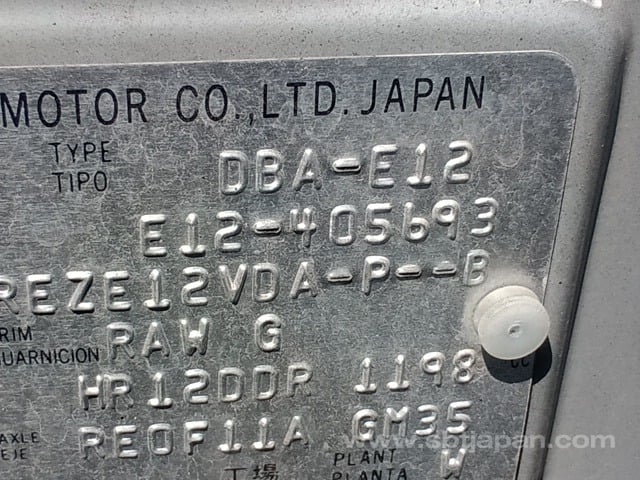 MOTOR CO.,LTD. JAPAN
TYPE
TIPO
DBA-E12
E12-405693
REZE12VDA-P--B
RIM
UARNICION
RAW G
HR12DDR 1198
CC
AXLE
EJE
RE0F11A GM35
工場
PLANT
PLANTA
W
www.sbtjapan.com